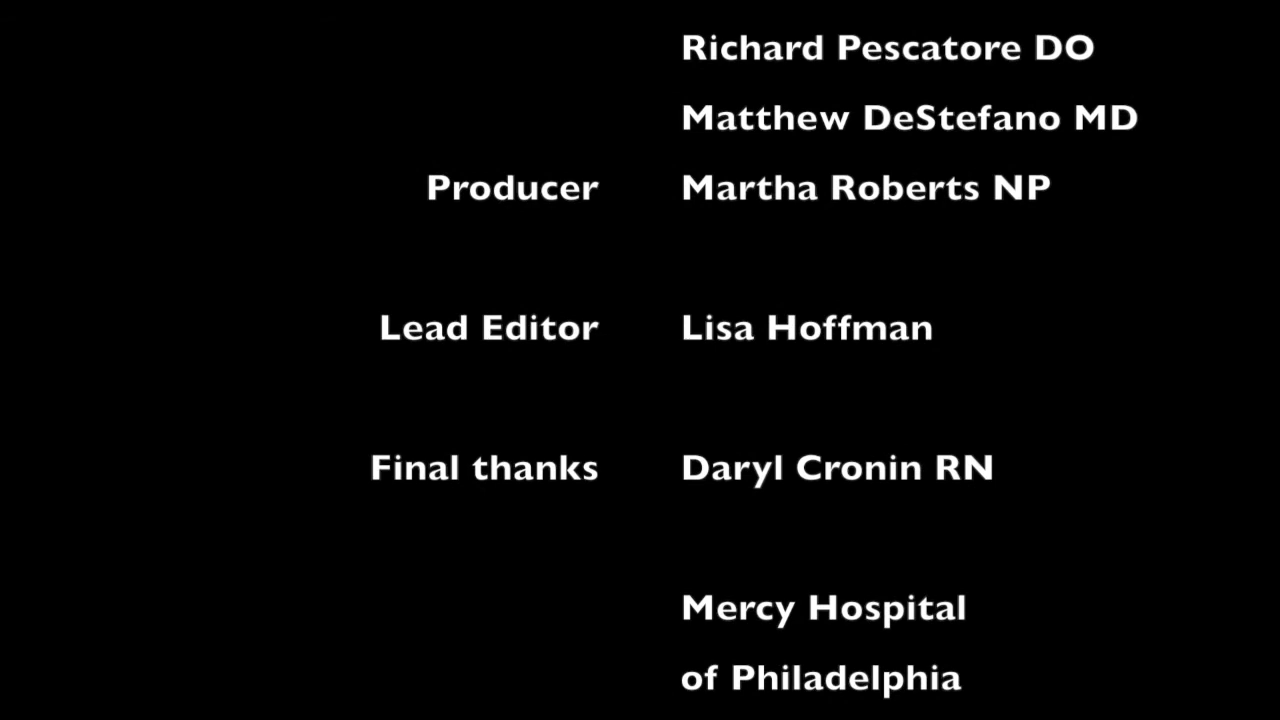 Richard Pescatore DO
Matthew DeStefano MD
Producer Martha Roberts NP
Lead Editor Lisa Hoffman
Final thanks Daryl Cronin RN
Mercy Hospital
of Philadelphia